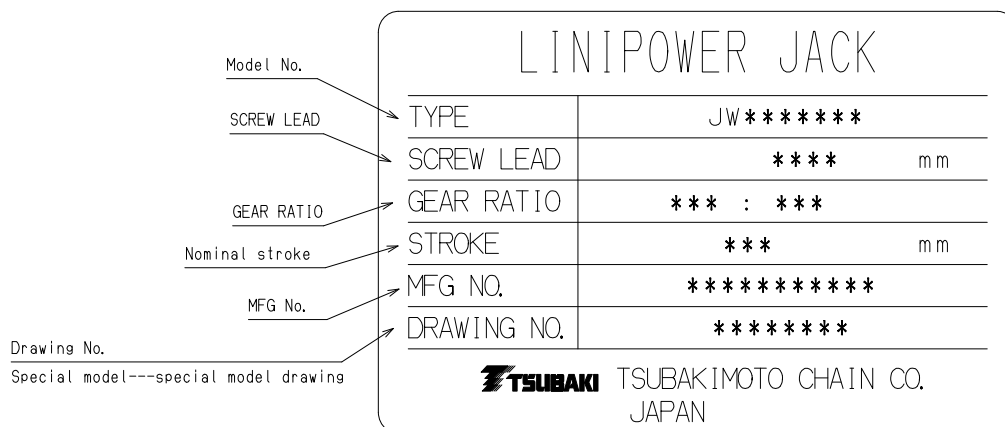 LINIPOWER JACK
Model No.
TYPE JW*******
SCREW LEAD
SCREW LEAD **** mm
GEAR RATIO
GEAR RATIO *** : ***
Nominal stroke
STROKE *** mm
MFG No.
MFG NO. ***********
Drawing No.
Special model---special model drawing
DRAWING NO. ********
TSUBAKI TSUBAKIMOTO CHAIN CO.
JAPAN